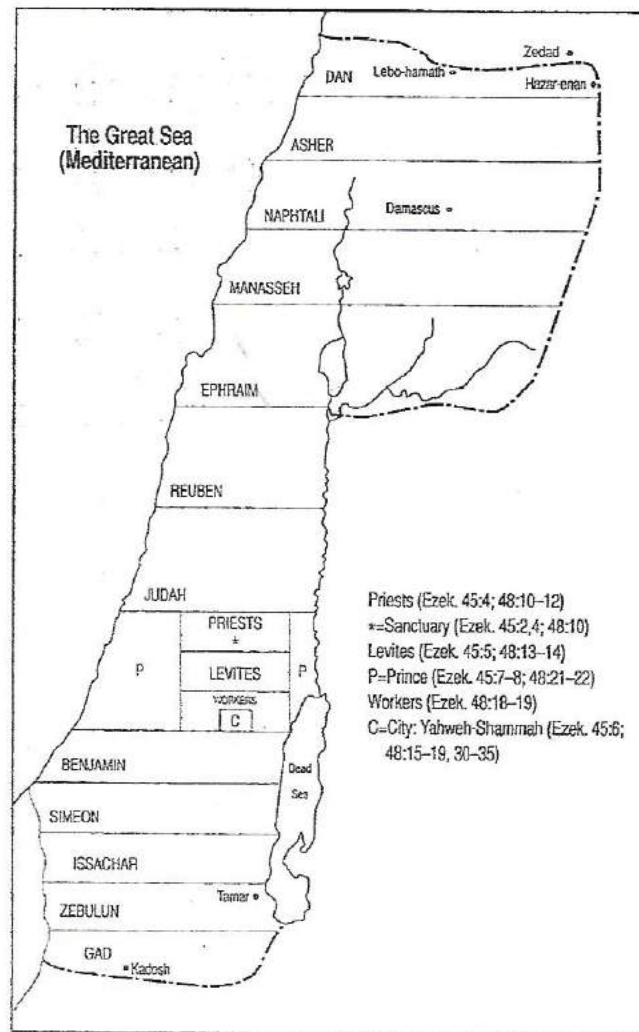 Zedad
DAN
Lebo-hamath
Hazar-enan
The Great Sea
(Mediterranean)
ASHER
NAPHTALI
Damascus
MANASSEH
EPHRAIM
REUBEN
JUDAH
PRIESTS
*
P
LEVITES
P
WORKERS
C
Priests (Ezek. 45:4; 48:10–12)
*=Sanctuary (Ezek. 45:2,4; 48:10)
Levites (Ezek. 45:5; 48:13–14)
P=Prince (Ezek. 45:7–8; 48:21–22)
Workers (Ezek. 48:18–19)
C=City: Yahweh-Shammah (Ezek. 45:6;
48:15–19, 30–35)
BENJAMIN
Dead
Sea
SIMEON
ISSACHAR
Tamar
ZEBULUN
GAD
Kadosh